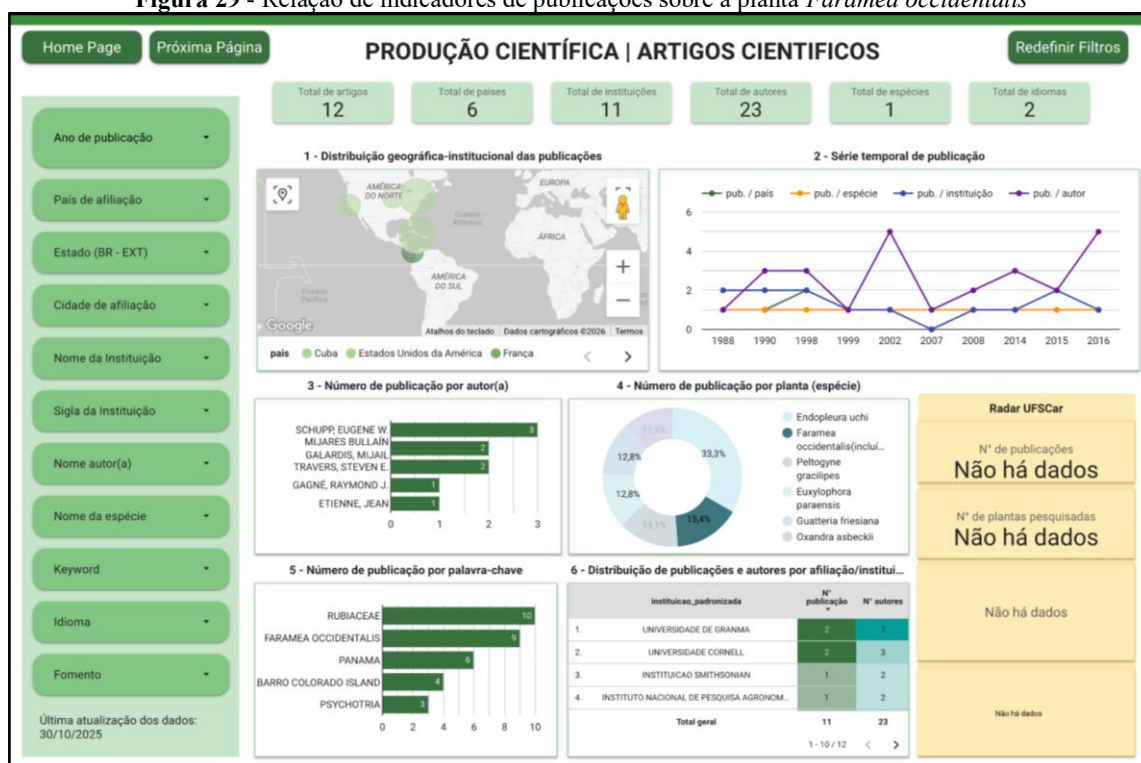 Figura 29 - Relação de indicadores de publicações sobre a planta Faramea occidentalis
Home Page
Próxima Página
PRODUÇÃO CIENTÍFICA | ARTIGOS CIENTIFICOS
Redefinir Filtros
Total de artigos
12
Total de países
6
Total de instituições
11
Total de autores
23
Total de espécies
1
Total de idiomas
2
Ano de publicação
País de afiliação
Estado (BR - EXT)
Cidade de afiliação
Nome da Instituição
Sigla da Instituição
Nome autor(a)
Nome da espécie
Keyword
Idioma
Fomento
Última atualização dos dados:
30/10/2025
1 - Distribuição geográfica-institucional das publicações
AMÉRICA
DO NORTE
EUROPA
Oceano
Atlântico
ÁFRICA
AMÉRICA
DO SUL
Oceano
Pacífico
Google
Atalhos do teclado
Dados cartográficos ©2026
Termos
pais
Cuba
Estados Unidos da América
França
2 - Série temporal de publicação
pub. / país
pub. / espécie
pub. / instituição
pub. / autor
6
4
2
0
1988 1990 1998 1999 2002 2007 2008 2014 2015 2016
3 - Número de publicação por autor(a)
SCHUPP, EUGENE W. 3
MIJARES BULLAÍN
GALARDIS, MIJAIL 2
TRAVERS, STEVEN E. 2
GAGNÉ, RAYMOND J. 1
ETIENNE, JEAN 1
0 1 2 3
4 - Número de publicação por planta (espécie)
11,5%
12,8%
12,8%
14,1%
15,4%
33,3%
Endopleura uchi
Faramea
occidentalis(incluí...
Peltogyne
gracilipes
Euxylophora
paraensis
Guatteria friesiana
Oxandra asbeckii
Radar UFSCar
N° de publicações
Não há dados
N° de plantas pesquisadas
Não há dados
Não há dados
Não há dados
5 - Número de publicação por palavra-chave
RUBIACEAE 10
FARAMEA OCCIDENTALIS 9
PANAMA 6
BARRO COLORADO ISLAND 4
PSYCHOTRIA 3
0 2 4 6 8 10
6 - Distribuição de publicações e autores por afiliação/institui...
instituicao_padronizada
N°
publicação
N° autores
1. UNIVERSIDADE DE GRANMA 2 7
2. UNIVERSIDADE CORNELL 2 3
3. INSTITUICAO SMITHSONIAN 1 2
4. INSTITUTO NACIONAL DE PESQUISA AGRONOM... 1 2
Total geral 11 23
1 - 10 / 12